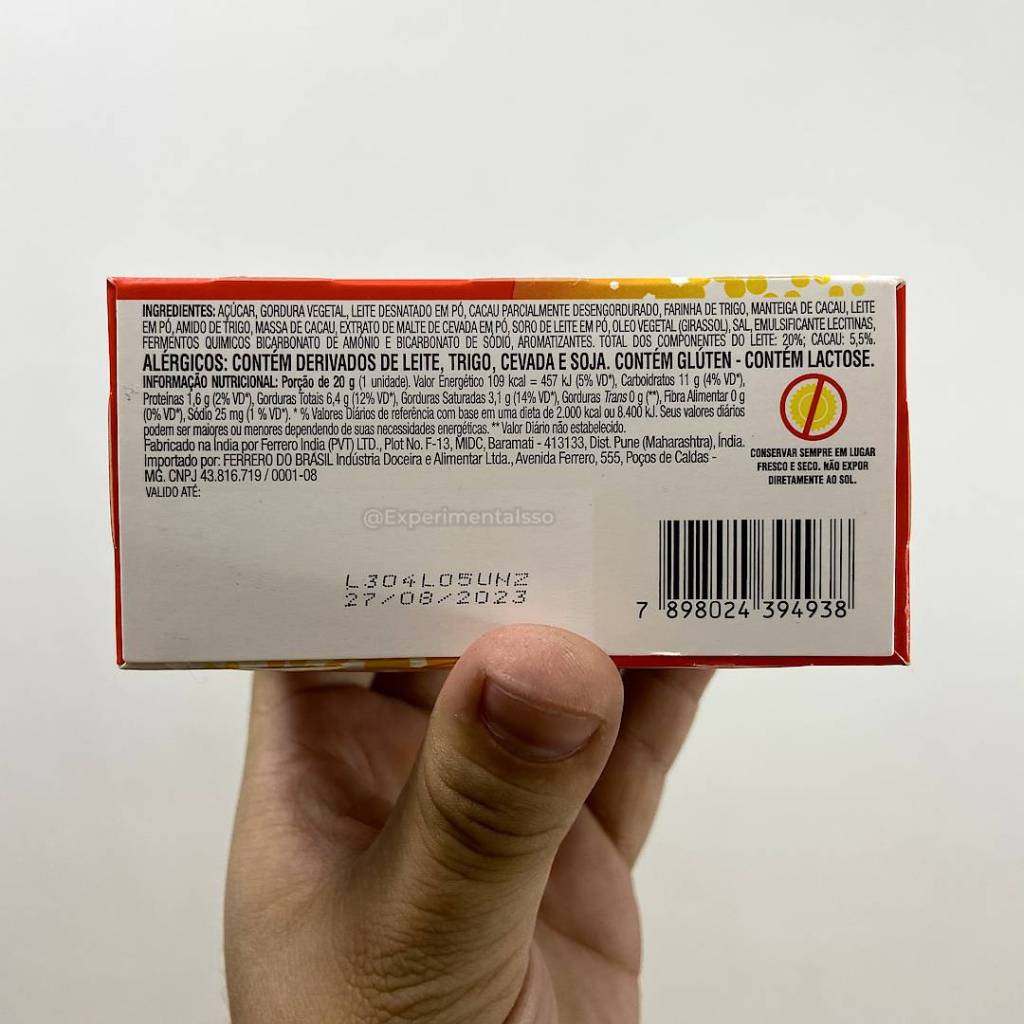 INGREDIENTES: AÇÚCAR, GORDURA VEGETAL, LEITE DESNATADO EM PÓ, CACAU PARCIALMENTE DESENGORDURADO, FARINHA DE TRIGO, MANTEIGA DE CACAU, LEITE
EM PÓ, AMIDO DE TRIGO, MASSA DE CACAU, EXTRATO DE MALTE DE CEVADA EM PÓ, SORO DE LEITE EM PÓ, ÓLEO VEGETAL (GIRASSOL), SAL, EMULSIFICANTE LECITINAS,
FERMENTOS QUIMICOS BICARBONATO DE AMÓNIO E BICARBONATO DE SÓDIO, AROMATIZANTES. TOTAL DOS COMPONENTES DO LEITE: 20%; CACAU: 5,5%.
ALÉRGICOS: CONTÉM DERIVADOS DE LEITE, TRIGO, CEVADA E SOJA. CONTÉM GLÚTEN - CONTÉM LACTOSE.
INFORMAÇÃO NUTRICIONAL: Porção de 20 g (1 unidade). Valor Energético 109 kcal = 457 kJ (5% VD*), Carboidratos 11 g (4% VD*),
Proteínas 1,6 g (2% VD*), Gorduras Totais 6,4 g (12% VD*), Gorduras Saturadas 3,1 g (14% VD*), Gorduras Trans 0 g (**), Fibra Alimentar 0 g
(0% VD*), Sódio 25 mg (1 % VD*). * % Valores Diários de referência com base em uma dieta de 2.000 kcal ou 8.400 kJ. Seus valores diários
podem ser maiores ou menores dependendo de suas necessidades energéticas. ** Valor Diário não estabelecido.
Fabricado na Índia por Ferrero India (PVT) LTD., Plot No. F-13, MIDC, Baramati - 413133, Dist. Pune (Maharashtra), Índia.
Importado por: FERRERO DO BRASIL Indústria Doceira e Alimentar Ltda., Avenida Ferrero, 555, Poços de Caldas -
MG. CNPJ 43.816.719 / 0001-08
VALIDO ATÉ:
CONSERVAR SEMPRE EM LUGAR
FRESCO E SECO. NÃO EXPOR
DIRETAMENTE AO SOL.
@ExperimentaIsso
L304L05UNZ
27/08/2023
7 898024 394938